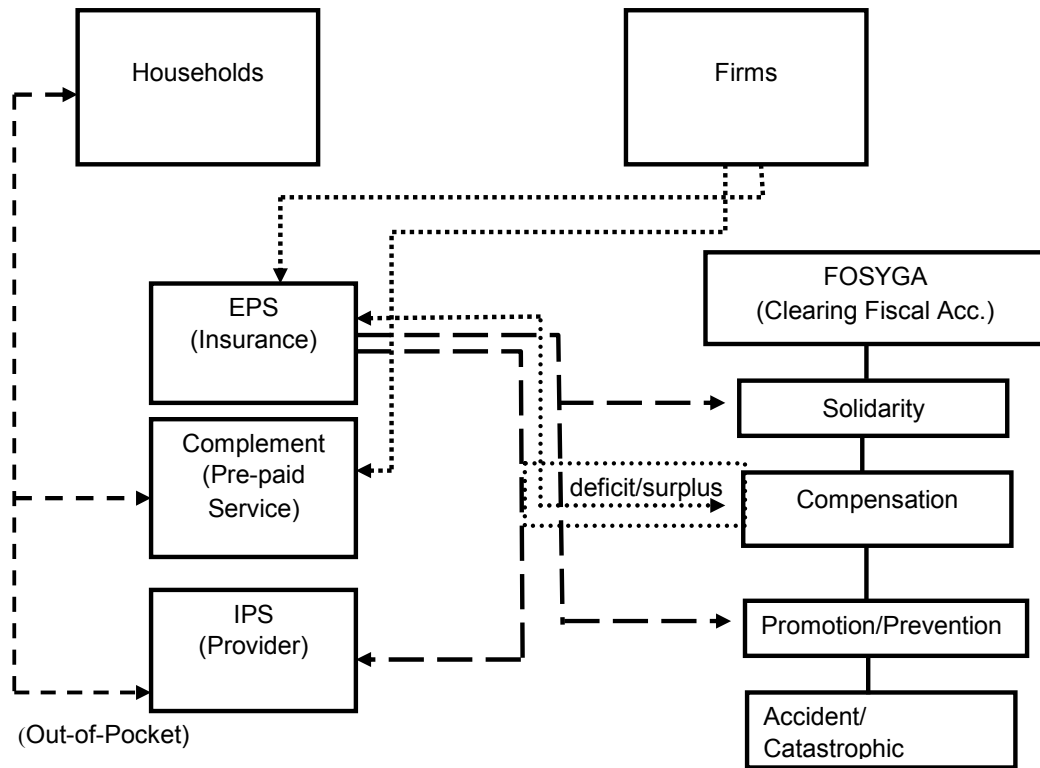 Households
Firms
FOSYGA
(Clearing Fiscal Acc.)
EPS
(Insurance)
Solidarity
Complement
(Pre-paid
Service)
deficit/surplus
Compensation
IPS
(Provider)
Promotion/Prevention
Accident/
Catastrophic
(Out-of-Pocket)